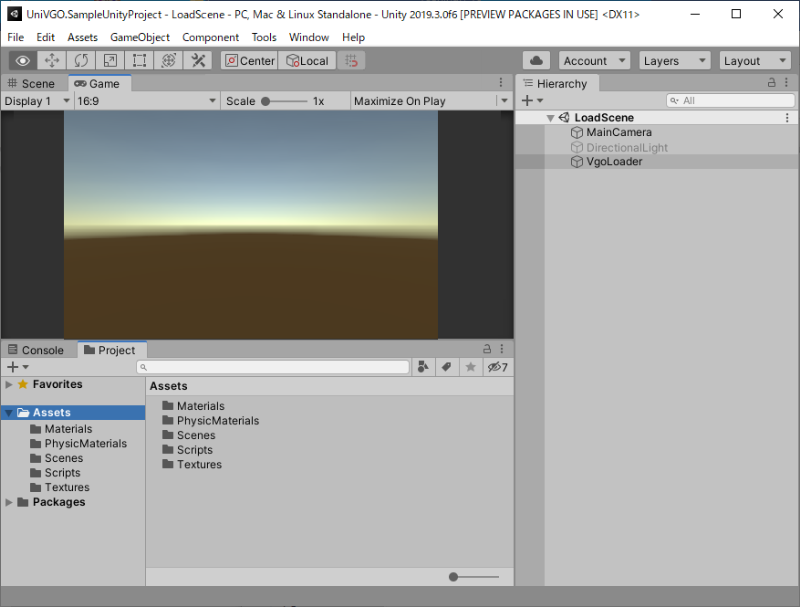 UniVGO.SampleUnityProject - LoadScene - PC, Mac & Linux Standalone - Unity 2019.3.0f6 [PREVIEW PACKAGES IN USE] <DX11>
File Edit Assets GameObject Component Tools Window Help
Center Local Account Layers Layout
Scene Game
Display 1 16:9 Scale 1x Maximize On Play
Hierarchy
All
LoadScene
MainCamera
DirectionalLight
VgoLoader
Console Project
7
Favorites
Assets
Materials
PhysicMaterials
Scenes
Scripts
Textures
Packages
Assets
Materials
PhysicMaterials
Scenes
Scripts
Textures